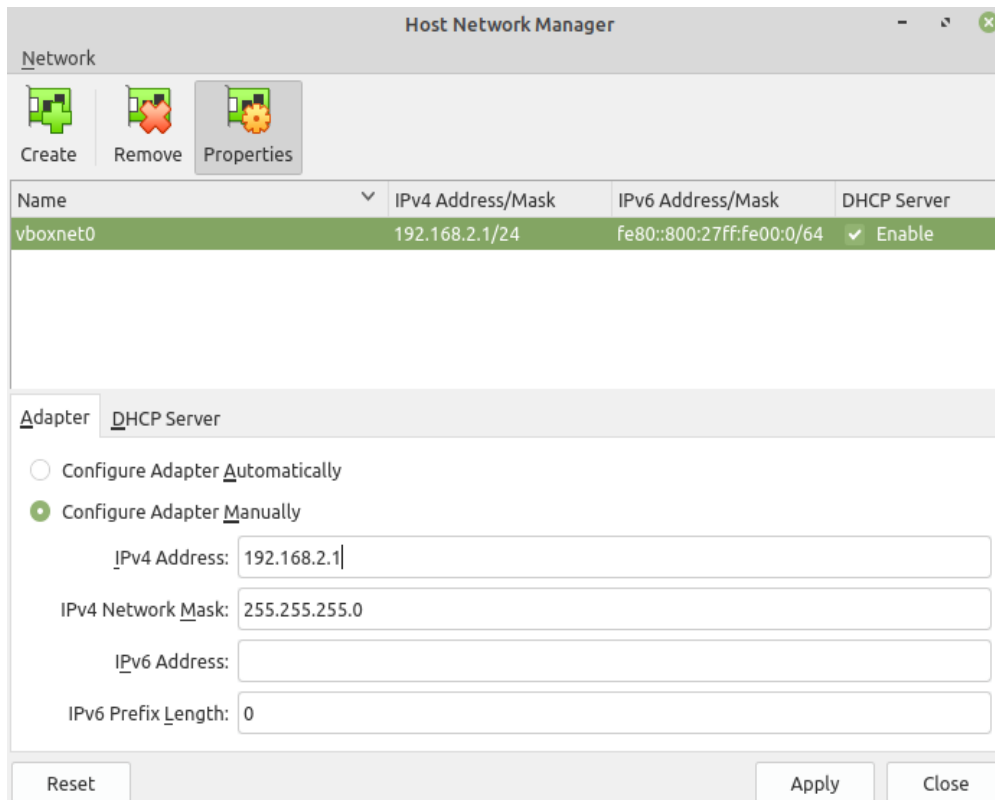 Host Network Manager
Network
Create Remove Properties
Name IPv4 Address/Mask IPv6 Address/Mask DHCP Server
vboxnet0 192.168.2.1/24 fe80::800:27ff:fe00:0/64 Enable
Adapter DHCP Server
Configure Adapter Automatically
Configure Adapter Manually
IPv4 Address: 192.168.2.1
IPv4 Network Mask: 255.255.255.0
IPv6 Address:
IPv6 Prefix Length: 0
Reset Apply Close